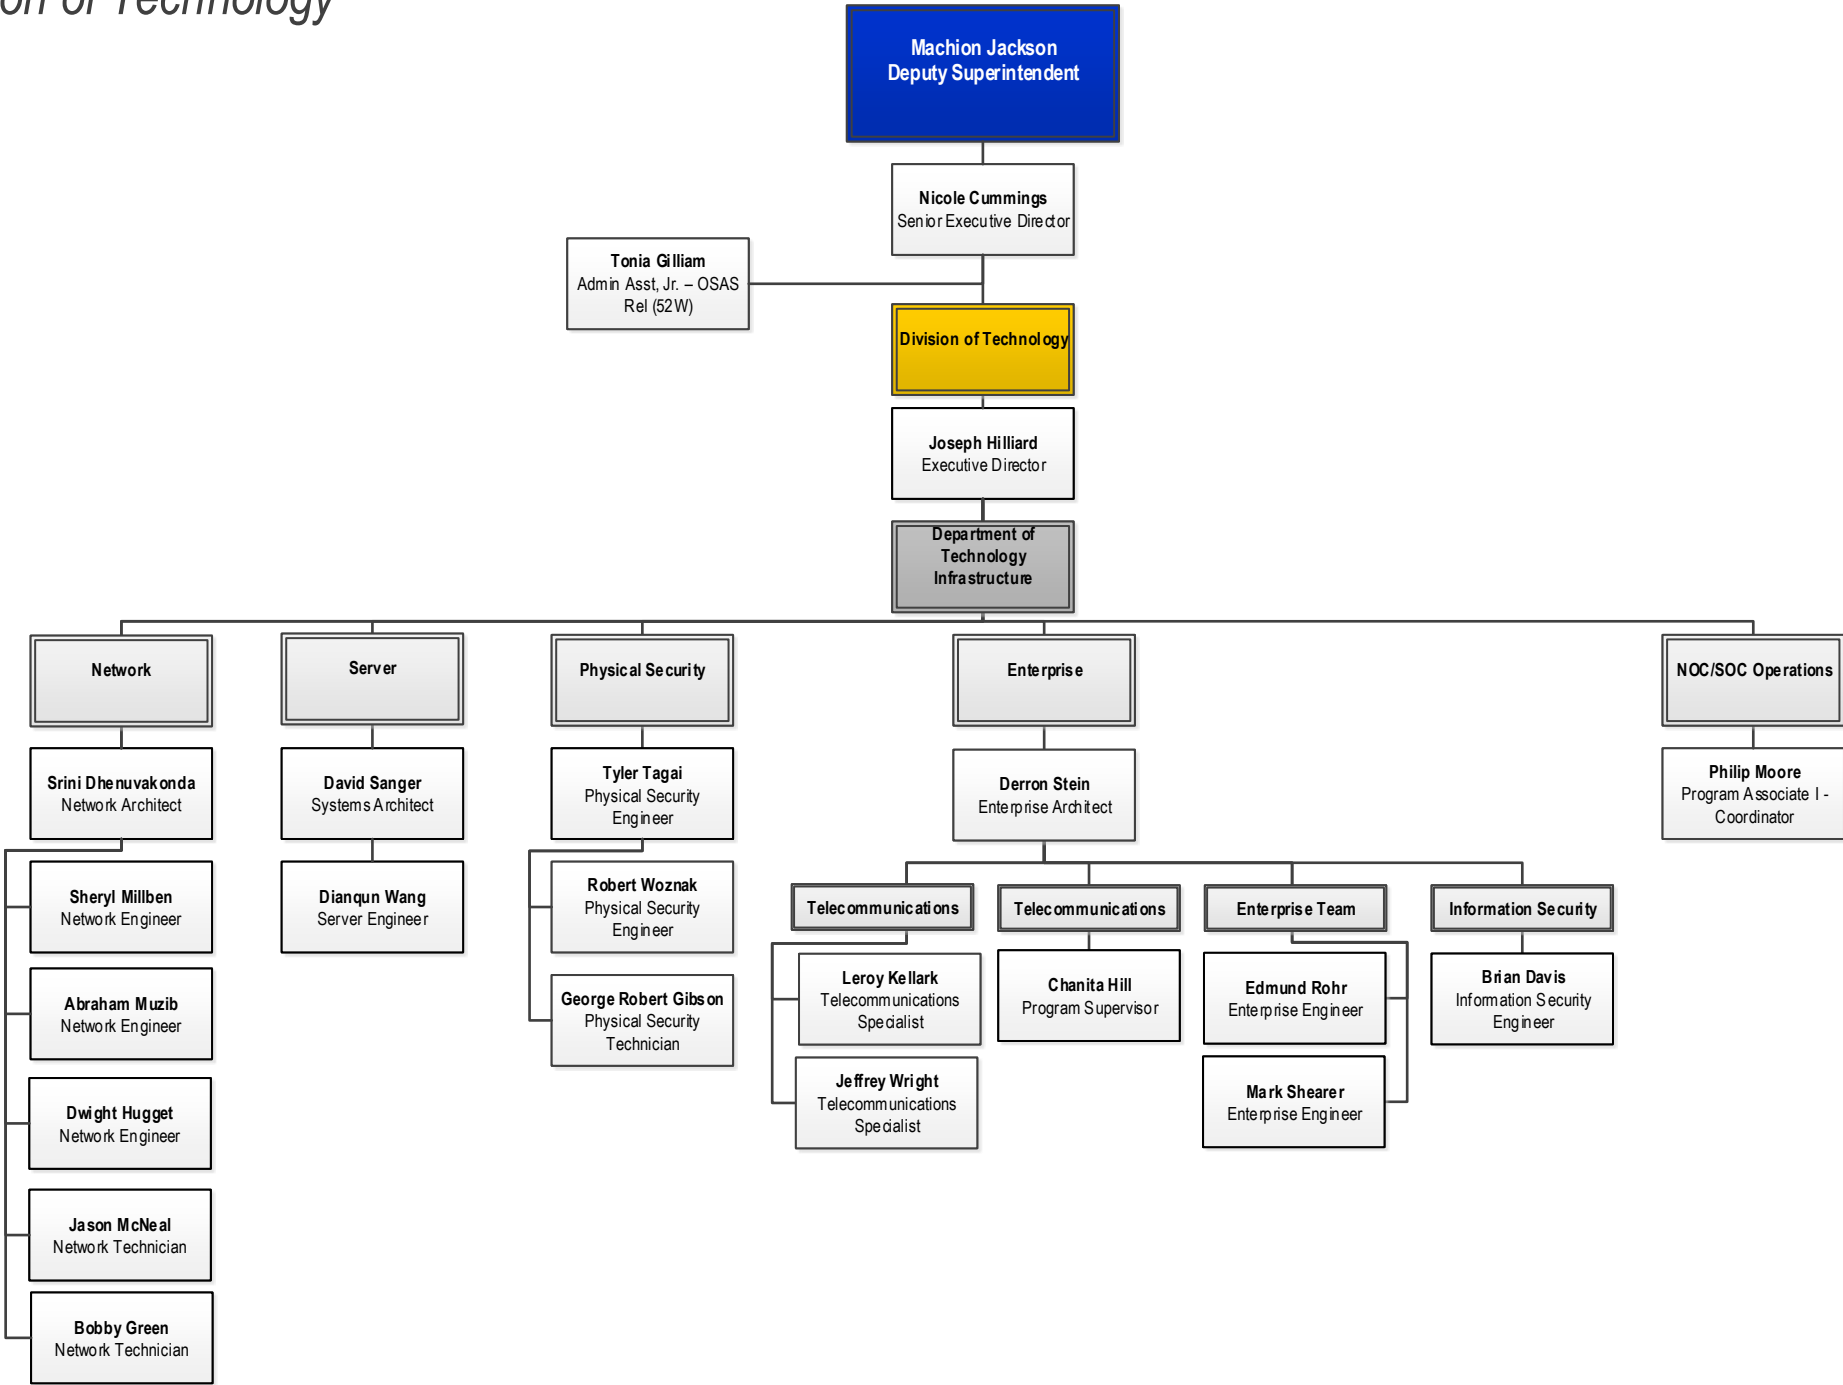 on of Technology
Machion Jackson
Deputy Superintendent
Nicole Cummings
Senior Executive Director
Tonia Gilliam
Admin Asst, Jr. – OSAS
Rel (52W)
Division of Technology
Joseph Hilliard
Executive Director
Department of
Technology
Infrastructure
Network
Server
Physical Security
Enterprise
NOC/SOC Operations
Srini Dhenuvakonda
Network Architect
David Sanger
Systems Architect
Tyler Tagai
Physical Security
Engineer
Derron Stein
Enterprise Architect
Philip Moore
Program Associate I -
Coordinator
Sheryl Millben
Network Engineer
Dianqun Wang
Server Engineer
Robert Woznak
Physical Security
Engineer
Telecommunications
Telecommunications
Enterprise Team
Information Security
Abraham Muzib
Network Engineer
George Robert Gibson
Physical Security
Technician
Leroy Kellark
Telecommunications
Specialist
Chanita Hill
Program Supervisor
Edmund Rohr
Enterprise Engineer
Brian Davis
Information Security
Engineer
Dwight Hugget
Network Engineer
Jeffrey Wright
Telecommunications
Specialist
Mark Shearer
Enterprise Engineer
Jason McNeal
Network Technician
Bobby Green
Network Technician